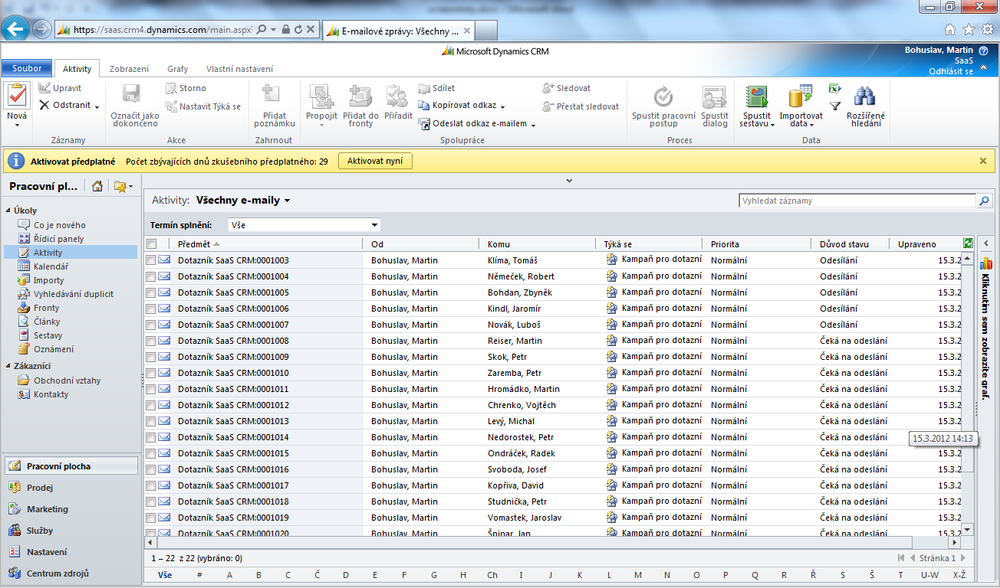 https://saas.crm4.dynamics.com/main.aspx
E-mailové zprávy: Všechny ...
Microsoft Dynamics CRM
Bohuslav, Martin
SaaS
Odhlásit se
Soubor Aktivity Zobrazení Grafy Vlastní nastavení
Nová
Upravit
Odstranit
Záznamy
Označit jako dokončeno
Storno
Nastavit Týká se
Akce
Přidat poznámku
Zahrnout
Propojit
Přidat do fronty
Přiřadit
Sdílet
Kopírovat odkaz
Odeslat odkaz e-mailem
Spolupráce
Sledovat
Přestat sledovat
Spustit pracovní postup
Spustit dialog
Proces
Spustit sestavu
Importovat data
Rozšířené hledání
Data
Aktivovat předplatné Počet zbývajících dnů zkušebního předplatného: 29 Aktivovat nyní
Pracovní pl...
Úkoly
Co je nového
Řídicí panely
Aktivity
Kalendář
Importy
Vyhledávání duplicit
Fronty
Články
Sestavy
Oznámení
Zákazníci
Obchodní vztahy
Kontakty
Pracovní plocha
Prodej
Marketing
Služby
Nastavení
Centrum zdrojů
Aktivity: Všechny e-maily
Vyhledat záznamy
Termín splnění: Vše
Předmět Od Komu Týká se Priorita Důvod stavu Upraveno
Dotazník SaaS CRM:0001003 Bohuslav, Martin Klíma, Tomáš Kampaň pro dotazní Normální Odesílání 15.3.2
Dotazník SaaS CRM:0001004 Bohuslav, Martin Němeček, Robert Kampaň pro dotazní Normální Odesílání 15.3.2
Dotazník SaaS CRM:0001005 Bohuslav, Martin Bohdan, Zbyněk Kampaň pro dotazní Normální Odesílání 15.3.2
Dotazník SaaS CRM:0001006 Bohuslav, Martin Kindl, Jaromír Kampaň pro dotazní Normální Odesílání 15.3.2
Dotazník SaaS CRM:0001007 Bohuslav, Martin Novák, Luboš Kampaň pro dotazní Normální Odesílání 15.3.2
Dotazník SaaS CRM:0001008 Bohuslav, Martin Reiser, Martin Kampaň pro dotazní Normální Čeká na odeslání 15.3.2
Dotazník SaaS CRM:0001009 Bohuslav, Martin Skok, Petr Kampaň pro dotazní Normální Čeká na odeslání 15.3.2
Dotazník SaaS CRM:0001010 Bohuslav, Martin Zaremba, Petr Kampaň pro dotazní Normální Čeká na odeslání 15.3.2
Dotazník SaaS CRM:0001011 Bohuslav, Martin Hromádko, Martin Kampaň pro dotazní Normální Čeká na odeslání 15.3.2
Dotazník SaaS CRM:0001012 Bohuslav, Martin Chrenko, Vojtěch Kampaň pro dotazní Normální Čeká na odeslání 15.3.2
Dotazník SaaS CRM:0001013 Bohuslav, Martin Levý, Michal Kampaň pro dotazní Normální Čeká na odeslání 15.3.2
Dotazník SaaS CRM:0001014 Bohuslav, Martin Nedorostek, Petr Kampaň pro dotazní Normální Čeká na odeslání 15.3.2012 14:13
Dotazník SaaS CRM:0001015 Bohuslav, Martin Ondráček, Radek Kampaň pro dotazní Normální Čeká na odeslání 15.3.2
Dotazník SaaS CRM:0001016 Bohuslav, Martin Svoboda, Josef Kampaň pro dotazní Normální Čeká na odeslání 15.3.2
Dotazník SaaS CRM:0001017 Bohuslav, Martin Kopřiva, David Kampaň pro dotazní Normální Čeká na odeslání 15.3.2
Dotazník SaaS CRM:0001018 Bohuslav, Martin Studnička, Petr Kampaň pro dotazní Normální Čeká na odeslání 15.3.2
Dotazník SaaS CRM:0001019 Bohuslav, Martin Vomastek, Jaroslav Kampaň pro dotazní Normální Čeká na odeslání 15.3.2
Dotazník SaaS CRM:0001020 Bohuslav, Martin Špinar, Jan Kampaň pro dotazní Normální Čeká na odeslání 15.3.2
Kliknutím sem zobrazíte graf.
1 – 22 z 22 (vybráno: 0) Stránka 1
Vše # A B C Č D E F G H Ch I J K L M N O P Q R Ř S Š T U-W X-Ž